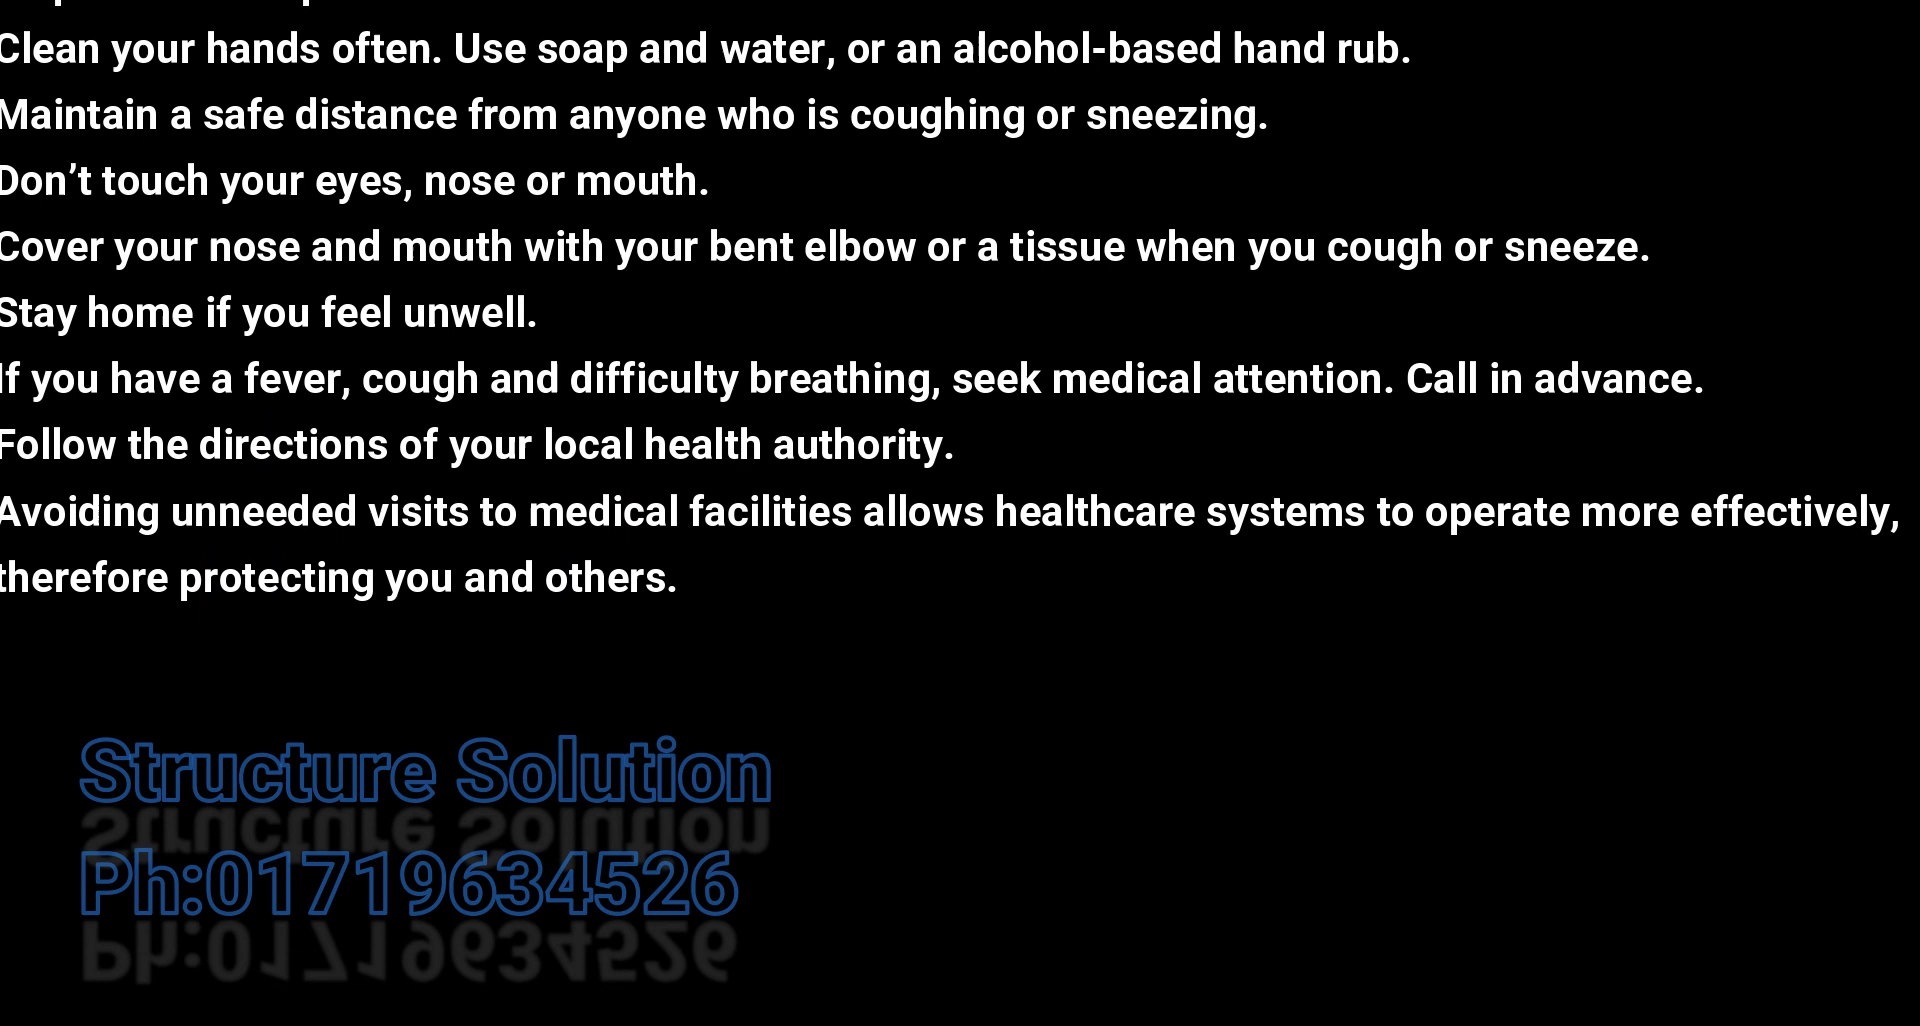 Clean your hands often. Use soap and water, or an alcohol-based hand rub.
Maintain a safe distance from anyone who is coughing or sneezing.
Don’t touch your eyes, nose or mouth.
Cover your nose and mouth with your bent elbow or a tissue when you cough or sneeze.
Stay home if you feel unwell.
If you have a fever, cough and difficulty breathing, seek medical attention. Call in advance.
Follow the directions of your local health authority.
Avoiding unneeded visits to medical facilities allows healthcare systems to operate more effectively,
therefore protecting you and others.
Structure Solution
Ph:01719634526